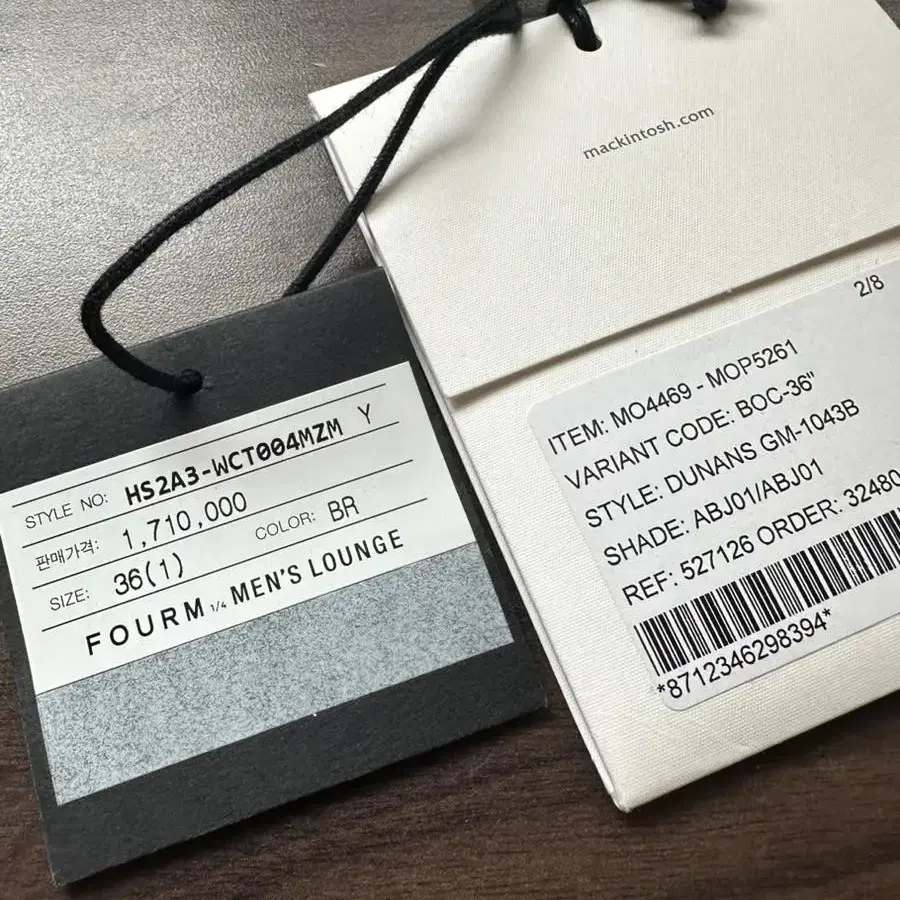 mackintosh.com
2/8
ITEM: MO4469 - MOP5261
VARIANT CODE: BOC-36"
STYLE: DUNANS GM-1043B
SHADE: ABJ01/ABJ01
REF: 527126 ORDER: 32480
*8712346298394*
STYLE NO: HS2A3-WCT004MZM Y
판매가격: 1,710,000
SIZE: 36(1) COLOR: BR
FOURM 1/4 MEN'S LOUNGE